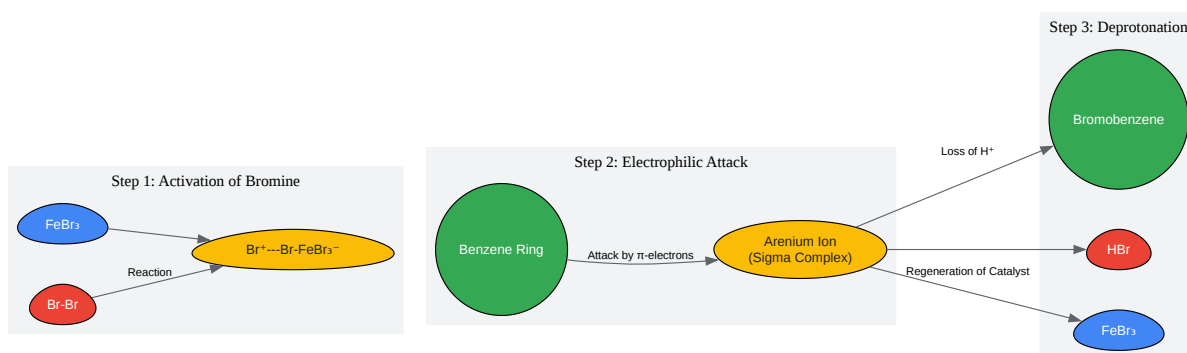 Step 1: Activation of Bromine
FeBr₃
Br⁺---Br-FeBr₃⁻
Reaction
Br-Br
Step 2: Electrophilic Attack
Benzene Ring
Attack by π-electrons
Arenium Ion
(Sigma Complex)
Step 3: Deprotonation
Bromobenzene
Loss of H⁺
HBr
Regeneration of Catalyst
FeBr₃